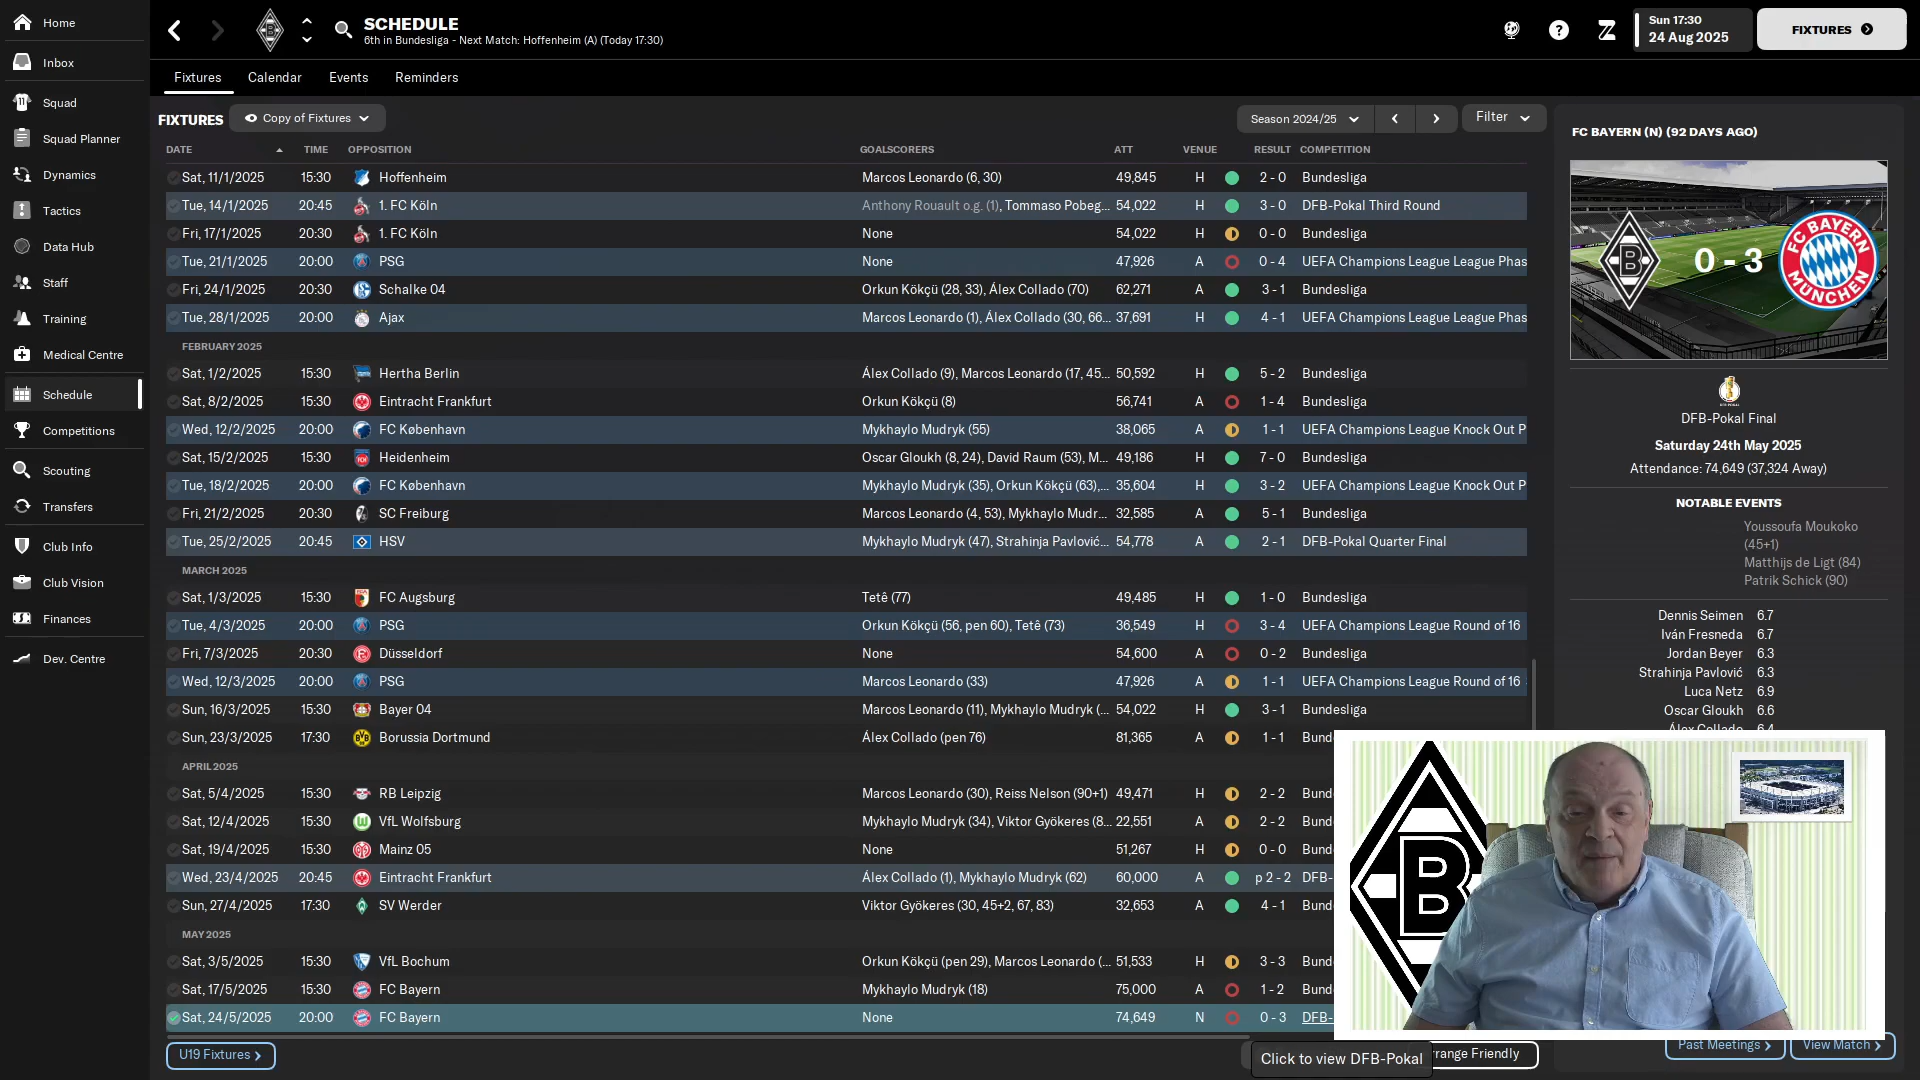 Home
Inbox
Squad
Squad Planner
Dynamics
Tactics
Data Hub
Staff
Training
Medical Centre
Schedule
Competitions
Scouting
Transfers
Club Info
Club Vision
Finances
Dev. Centre
SCHEDULE
6th in Bundesliga - Next Match: Hoffenheim (A) (Today 17:30)
Sun 17:30
24 Aug 2025
FIXTURES
Fixtures Calendar Events Reminders
FIXTURES Copy of Fixtures Season 2024/25 Filter
DATE TIME OPPOSITION GOALSCORERS ATT VENUE RESULT COMPETITION
Sat, 11/1/2025 15:30 Hoffenheim Marcos Leonardo (6, 30) 49,845 H 2 - 0 Bundesliga
Tue, 14/1/2025 20:45 1. FC Köln Anthony Rouault o.g. (1), Tommaso Pobeg... 54,022 H 3 - 0 DFB-Pokal Third Round
Fri, 17/1/2025 20:30 1. FC Köln None 54,022 H 0 - 0 Bundesliga
Tue, 21/1/2025 20:00 PSG None 47,926 A 0 - 4 UEFA Champions League League Phas
Fri, 24/1/2025 20:30 Schalke 04 Orkun Kökçü (28, 33), Álex Collado (70) 62,271 A 3 - 1 Bundesliga
Tue, 28/1/2025 20:00 Ajax Marcos Leonardo (1), Álex Collado (30, 66... 37,691 H 4 - 1 UEFA Champions League League Phas
FEBRUARY 2025
Sat, 1/2/2025 15:30 Hertha Berlin Álex Collado (9), Marcos Leonardo (17, 45... 50,592 H 5 - 2 Bundesliga
Sat, 8/2/2025 15:30 Eintracht Frankfurt Orkun Kökçü (8) 56,741 A 1 - 4 Bundesliga
Wed, 12/2/2025 20:00 FC København Mykhaylo Mudryk (55) 38,065 A 1 - 1 UEFA Champions League Knock Out P
Sat, 15/2/2025 15:30 Heidenheim Oscar Gloukh (8, 24), David Raum (53), M... 49,186 H 7 - 0 Bundesliga
Tue, 18/2/2025 20:00 FC København Mykhaylo Mudryk (35), Orkun Kökçü (63),... 35,604 H 3 - 2 UEFA Champions League Knock Out P
Fri, 21/2/2025 20:30 SC Freiburg Marcos Leonardo (4, 53), Mykhaylo Mudr... 32,585 A 5 - 1 Bundesliga
Tue, 25/2/2025 20:45 HSV Mykhaylo Mudryk (47), Strahinja Pavlović... 54,778 A 2 - 1 DFB-Pokal Quarter Final
MARCH 2025
Sat, 1/3/2025 15:30 FC Augsburg Tetê (77) 49,485 H 1 - 0 Bundesliga
Tue, 4/3/2025 20:00 PSG Orkun Kökçü (56, pen 60), Tetê (73) 36,549 H 3 - 4 UEFA Champions League Round of 16
Fri, 7/3/2025 20:30 Düsseldorf None 54,600 A 0 - 2 Bundesliga
Wed, 12/3/2025 20:00 PSG Marcos Leonardo (33) 47,926 A 1 - 1 UEFA Champions League Round of 16
Sun, 16/3/2025 15:30 Bayer 04 Marcos Leonardo (11), Mykhaylo Mudryk (... 54,022 H 3 - 1 Bundesliga
Sun, 23/3/2025 17:30 Borussia Dortmund Álex Collado (pen 76) 81,365 A 1 - 1 Bundesliga
APRIL 2025
Sat, 5/4/2025 15:30 RB Leipzig Marcos Leonardo (30), Reiss Nelson (90+1) 49,471 H 2 - 2 Bund
Sat, 12/4/2025 15:30 VfL Wolfsburg Mykhaylo Mudryk (34), Viktor Gyökeres (8... 22,551 A 2 - 2 Bund
Sat, 19/4/2025 15:30 Mainz 05 None 51,267 H 0 - 0 Bund
Wed, 23/4/2025 20:45 Eintracht Frankfurt Álex Collado (1), Mykhaylo Mudryk (62) 60,000 A p 2 - 2 DFB-
Sun, 27/4/2025 17:30 SV Werder Viktor Gyökeres (30, 45+2, 67, 83) 32,653 A 4 - 1 Bund
MAY 2025
Sat, 3/5/2025 15:30 VfL Bochum Orkun Kökçü (pen 29), Marcos Leonardo (... 51,533 H 3 - 3 Bund
Sat, 17/5/2025 15:30 FC Bayern Mykhaylo Mudryk (18) 75,000 A 1 - 2 Bund
Sat, 24/5/2025 20:00 FC Bayern None 74,649 N 0 - 3 DFB-
U19 Fixtures
Click to view DFB-Pokal
rrange Friendly
FC BAYERN (N) (92 DAYS AGO)
B
0 - 3
FC BAYERN MÜNCHEN
DFB-Pokal Final
Saturday 24th May 2025
Attendance: 74,649 (37,324 Away)
NOTABLE EVENTS
Youssoufa Moukoko
(45+1)
Matthijs de Ligt (84)
Patrik Schick (90)
Dennis Seimen 6.7
Iván Fresneda 6.7
Jordan Beyer 6.3
Strahinja Pavlović 6.3
Luca Netz 6.9
Oscar Gloukh 6.6
Álex Collado 6.4
B
Past Meetings
View Match